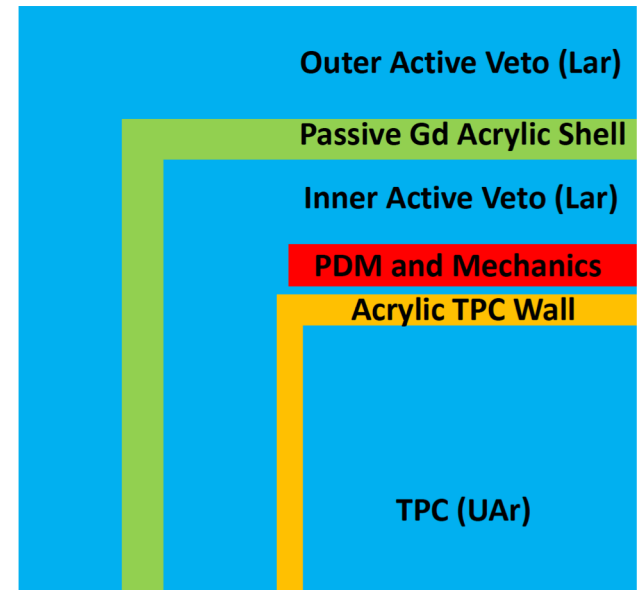 Outer Active Veto (Lar)
Passive Gd Acrylic Shell
Inner Active Veto (Lar)
PDM and Mechanics
Acrylic TPC Wall
TPC (UAr)